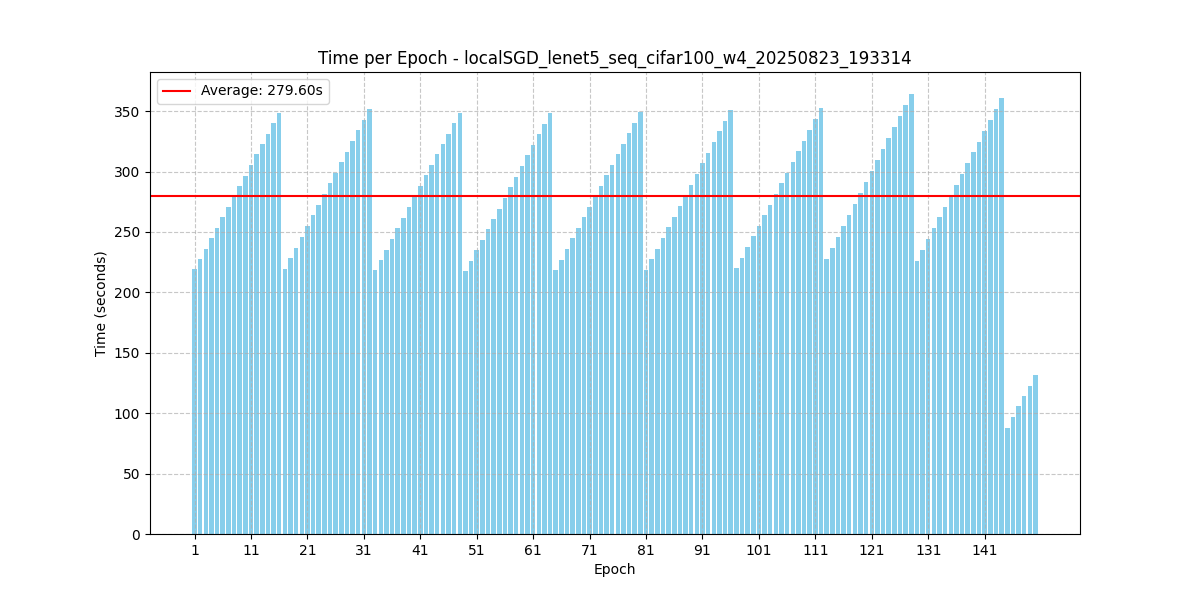 Time per Epoch - localSGD_lenet5_seq_cifar100_w4_20250823_193314
Average: 279.60s
350
300
250
200
150
100
50
0
Time (seconds)
1 11 21 31 41 51 61 71 81 91 101 111 121 131 141
Epoch